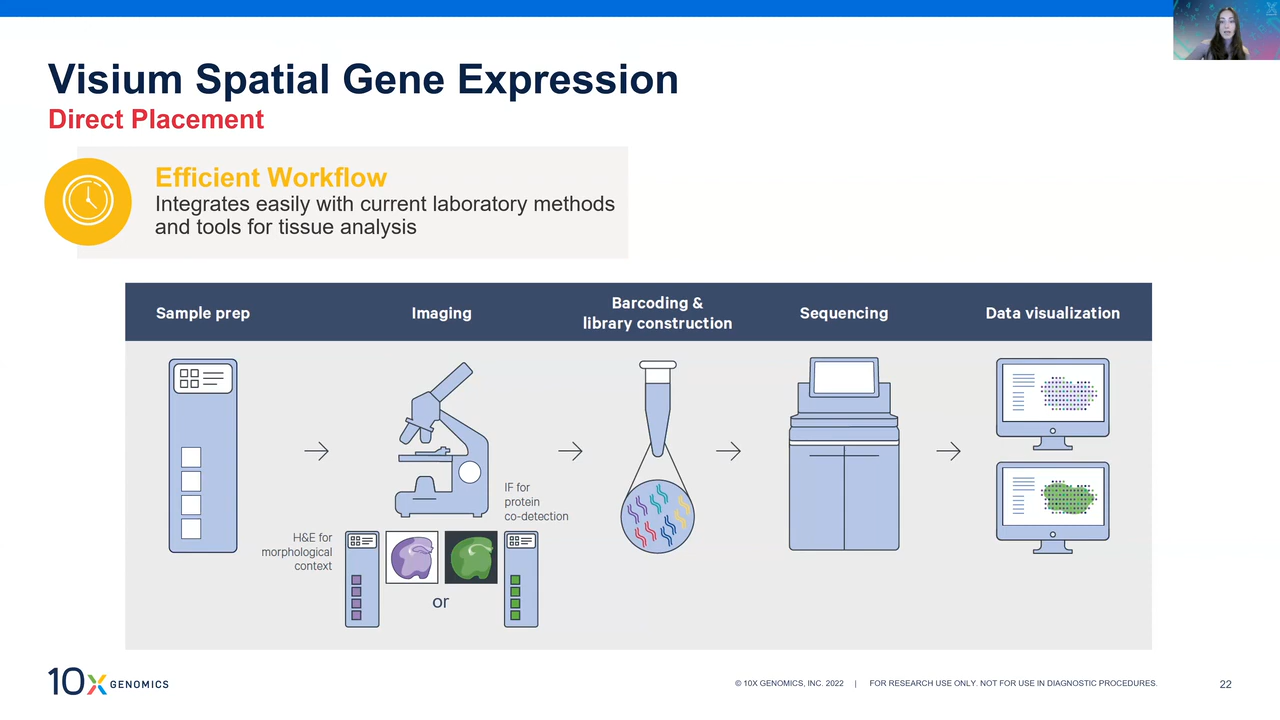 Visium Spatial Gene Expression
Direct Placement
Efficient Workflow
Integrates easily with current laboratory methods
and tools for tissue analysis
Sample prep
Imaging
Barcoding &
library construction
Sequencing
Data visualization
IF for
protein
co-detection
H&E for
morphological
context
or
10x GENOMICS
© 10X GENOMICS, INC. 2022 | FOR RESEARCH USE ONLY. NOT FOR USE IN DIAGNOSTIC PROCEDURES.
22